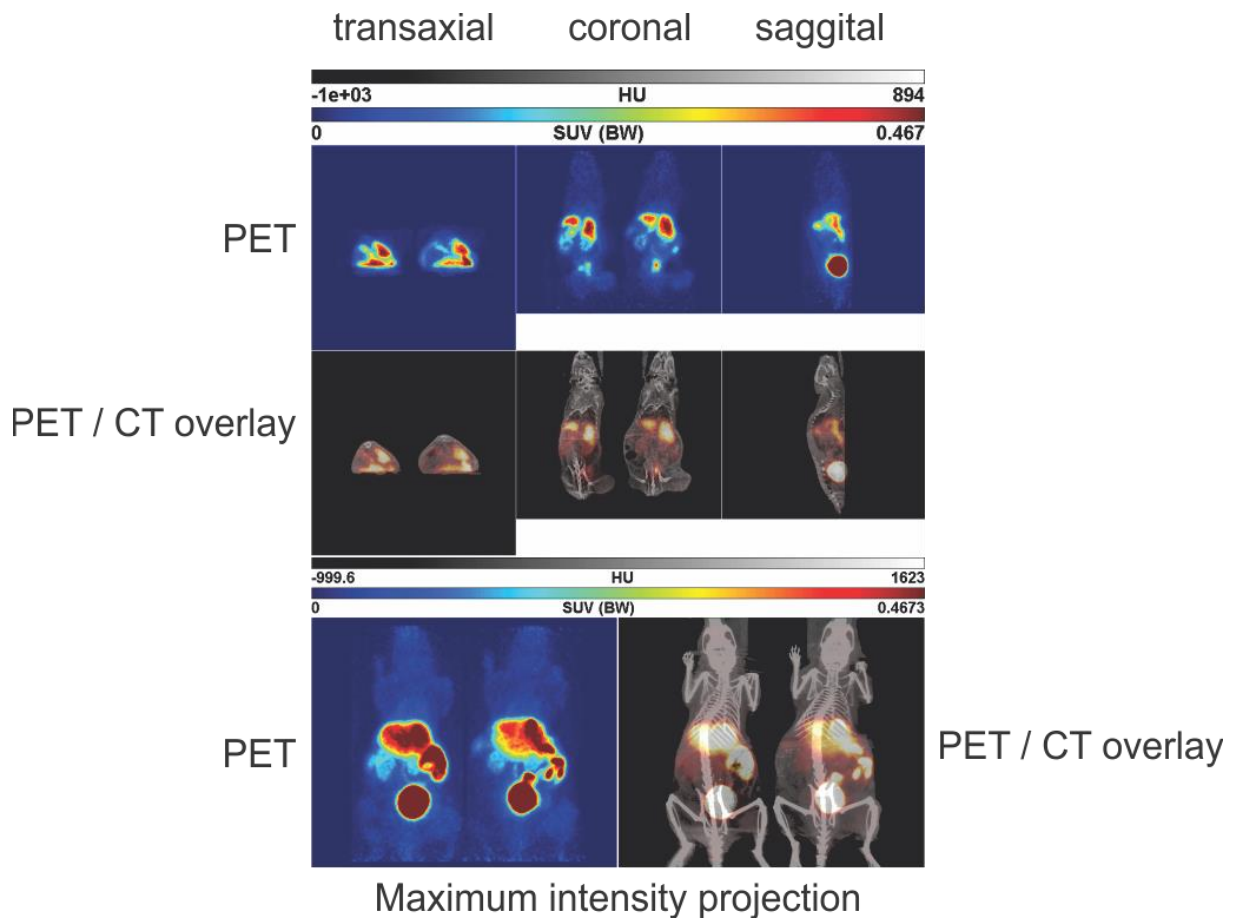 transaxial coronal saggital
-1e+03 HU 894
0 SUV (BW) 0.467
PET
PET / CT overlay
-999.6 HU 1623
0 SUV (BW) 0.4673
PET
PET / CT overlay
Maximum intensity projection